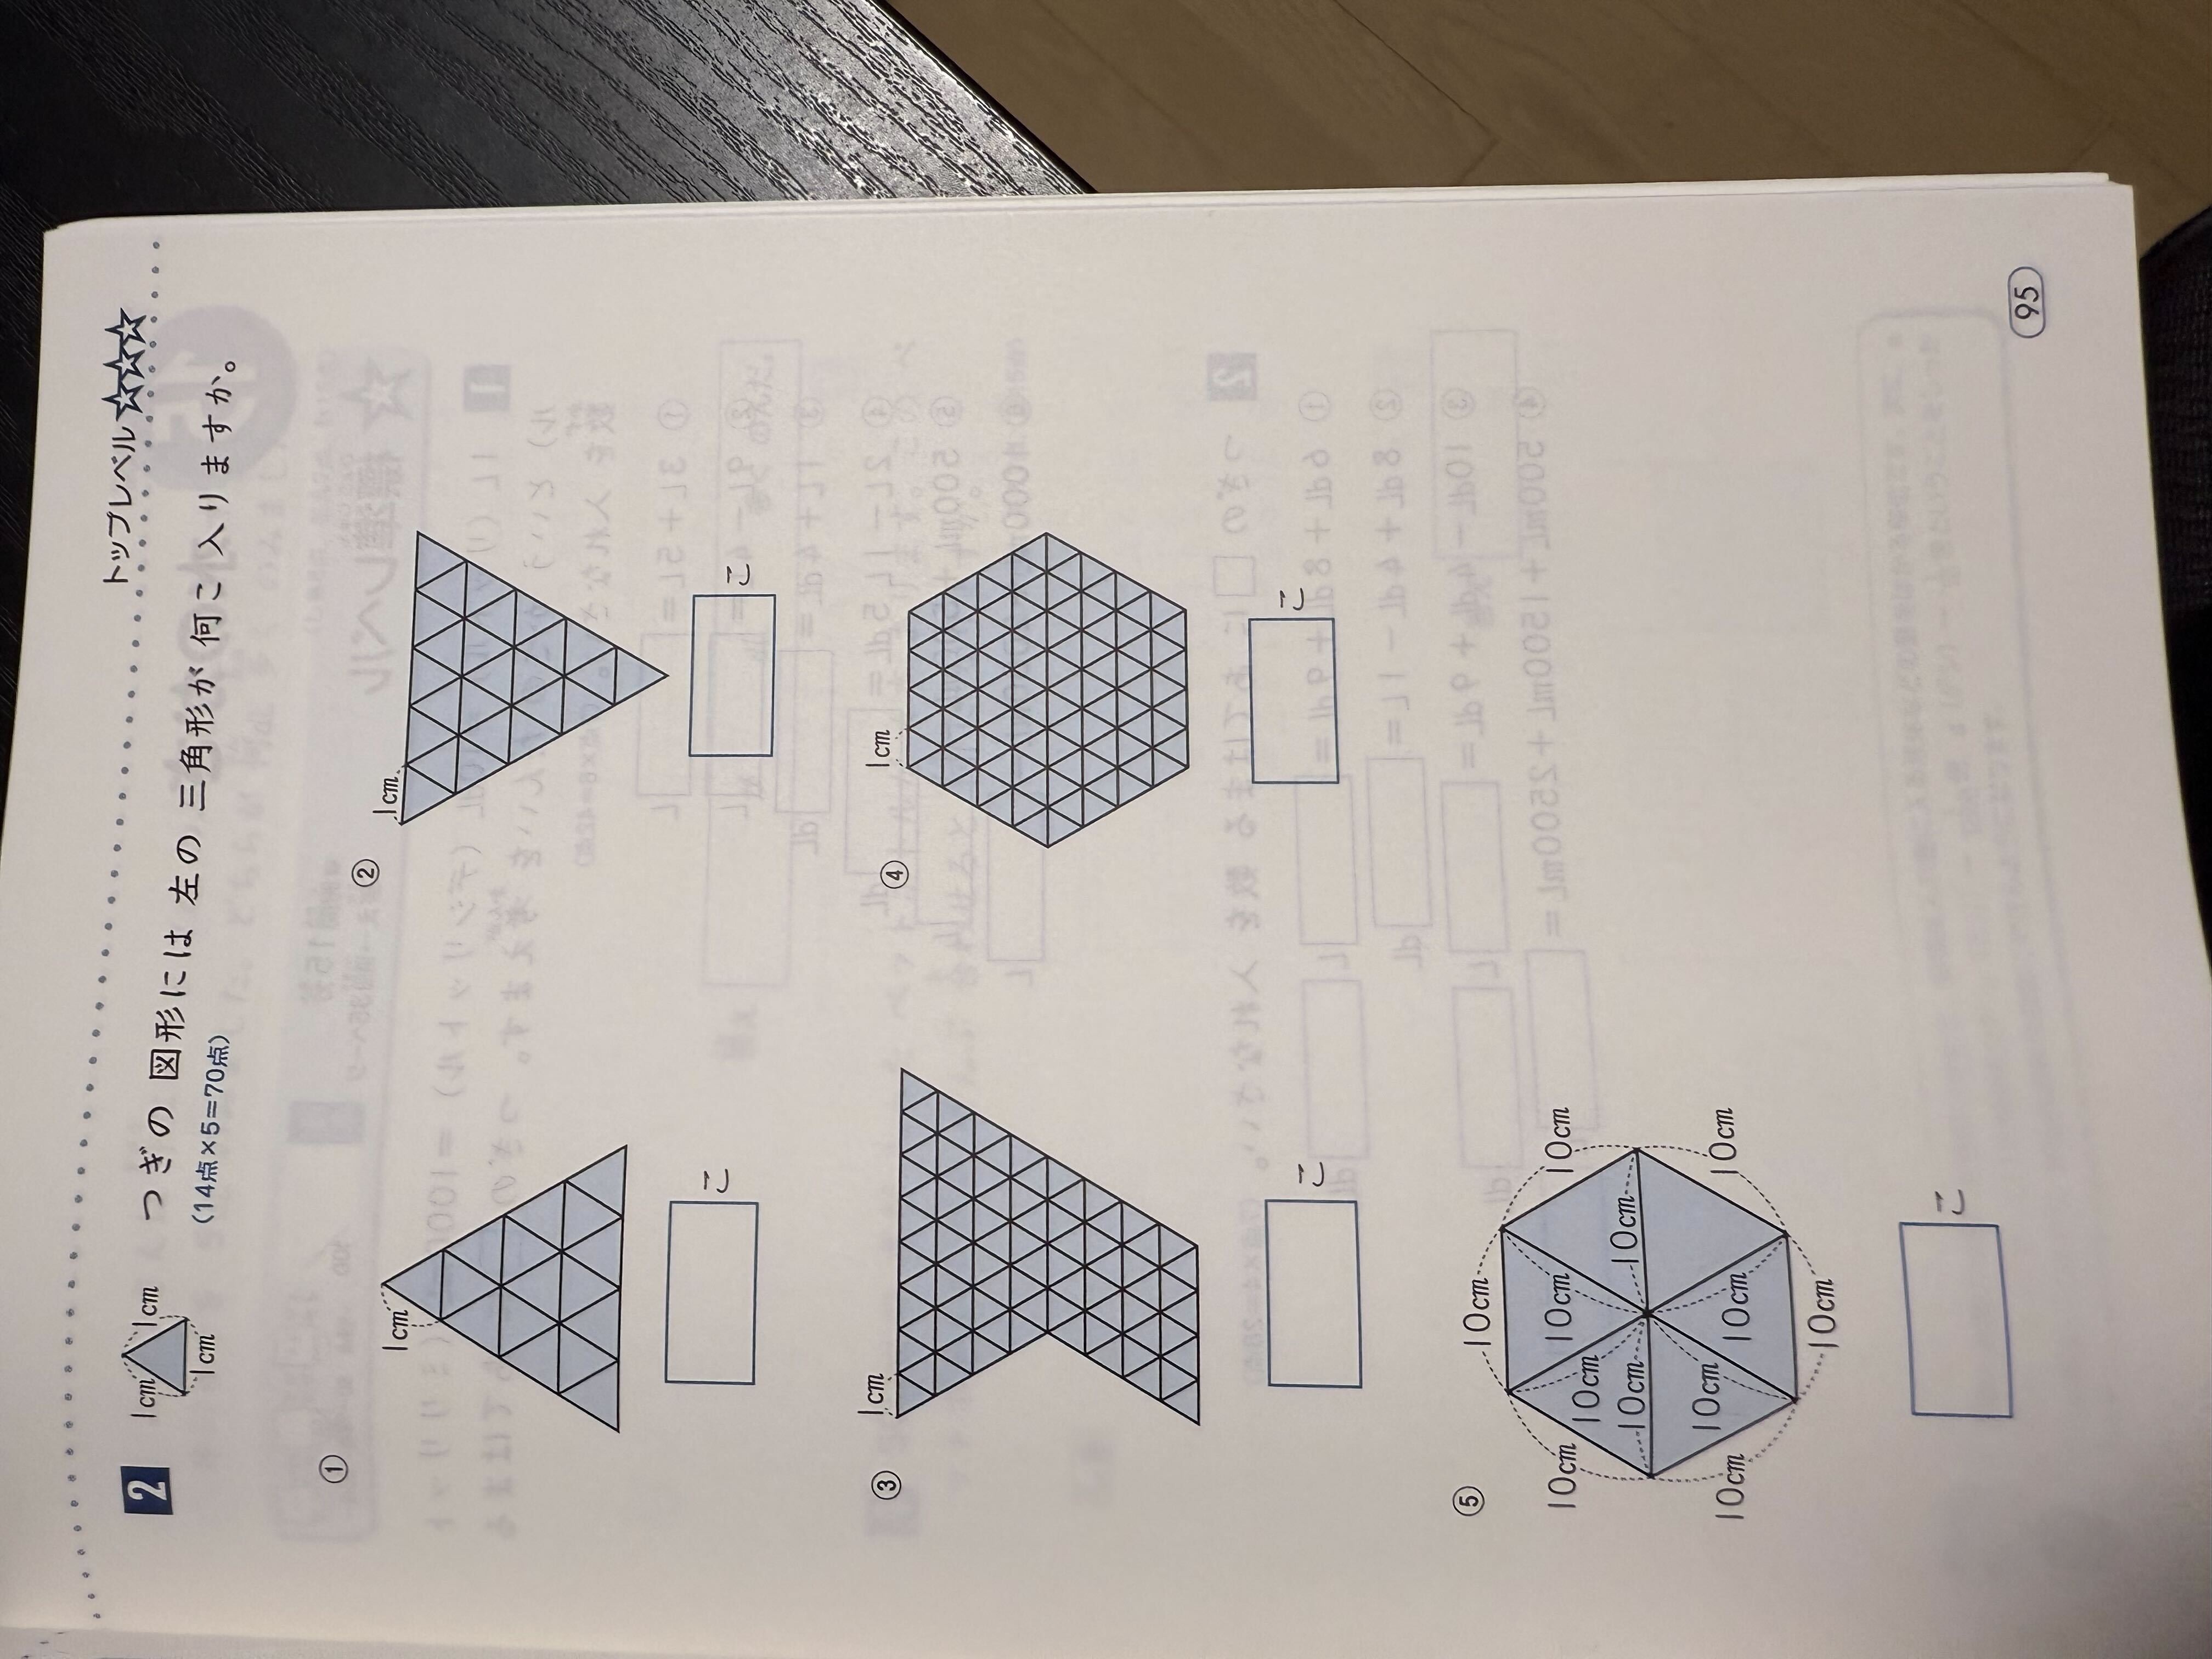 トップレベル☆☆☆
2 1cm 1cm 1cm つぎの 図形には 左の 三角形が 何こ 入りますか。
(14点×5=70点)
① 1cm
こ
② 1cm
こ
③ 1cm
こ
④ 1cm
こ
⑤ 10cm 10cm 10cm 10cm 10cm 10cm 10cm 10cm 10cm 10cm 10cm 10cm
こ
95